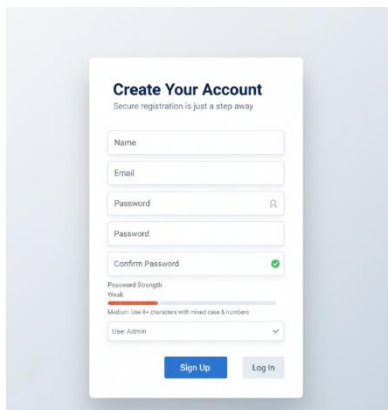 Create Your Account
Secure registration is just a step away
Name
Email
Password
Password
Confirm Password
Password Strength
Weak
Medium: Use 8+ characters with mixed case & numbers
User Admin
Sign Up
Log In